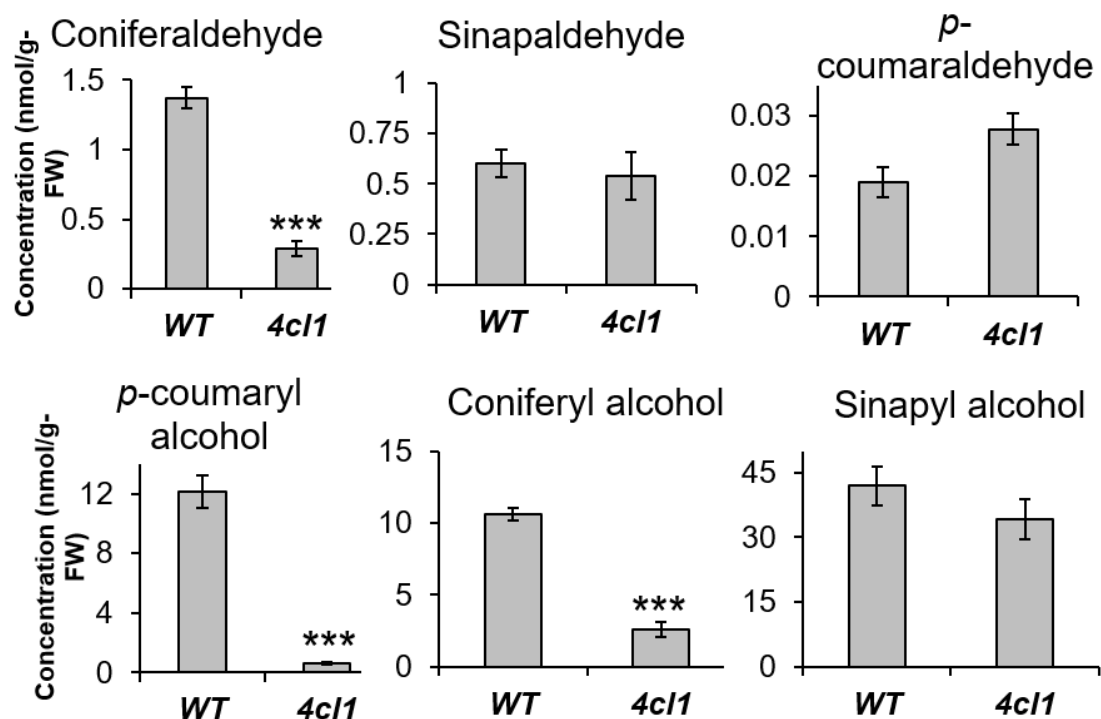 Coniferaldehyde
Concentration (nmol/g-
FW)
1.5
1
0.5
0
***
WT
4cl1
Sinapaldehyde
1
0.75
0.5
0.25
0
WT
4cl1
p-
coumaraldehyde
0.03
0.02
0.01
0
WT
4cl1
p-coumaryl
alcohol
Concentration (nmol/g-
FW)
12
8
4
0
***
WT
4cl1
Coniferyl alcohol
15
10
5
0
***
WT
4cl1
Sinapyl alcohol
45
30
15
0
WT
4cl1